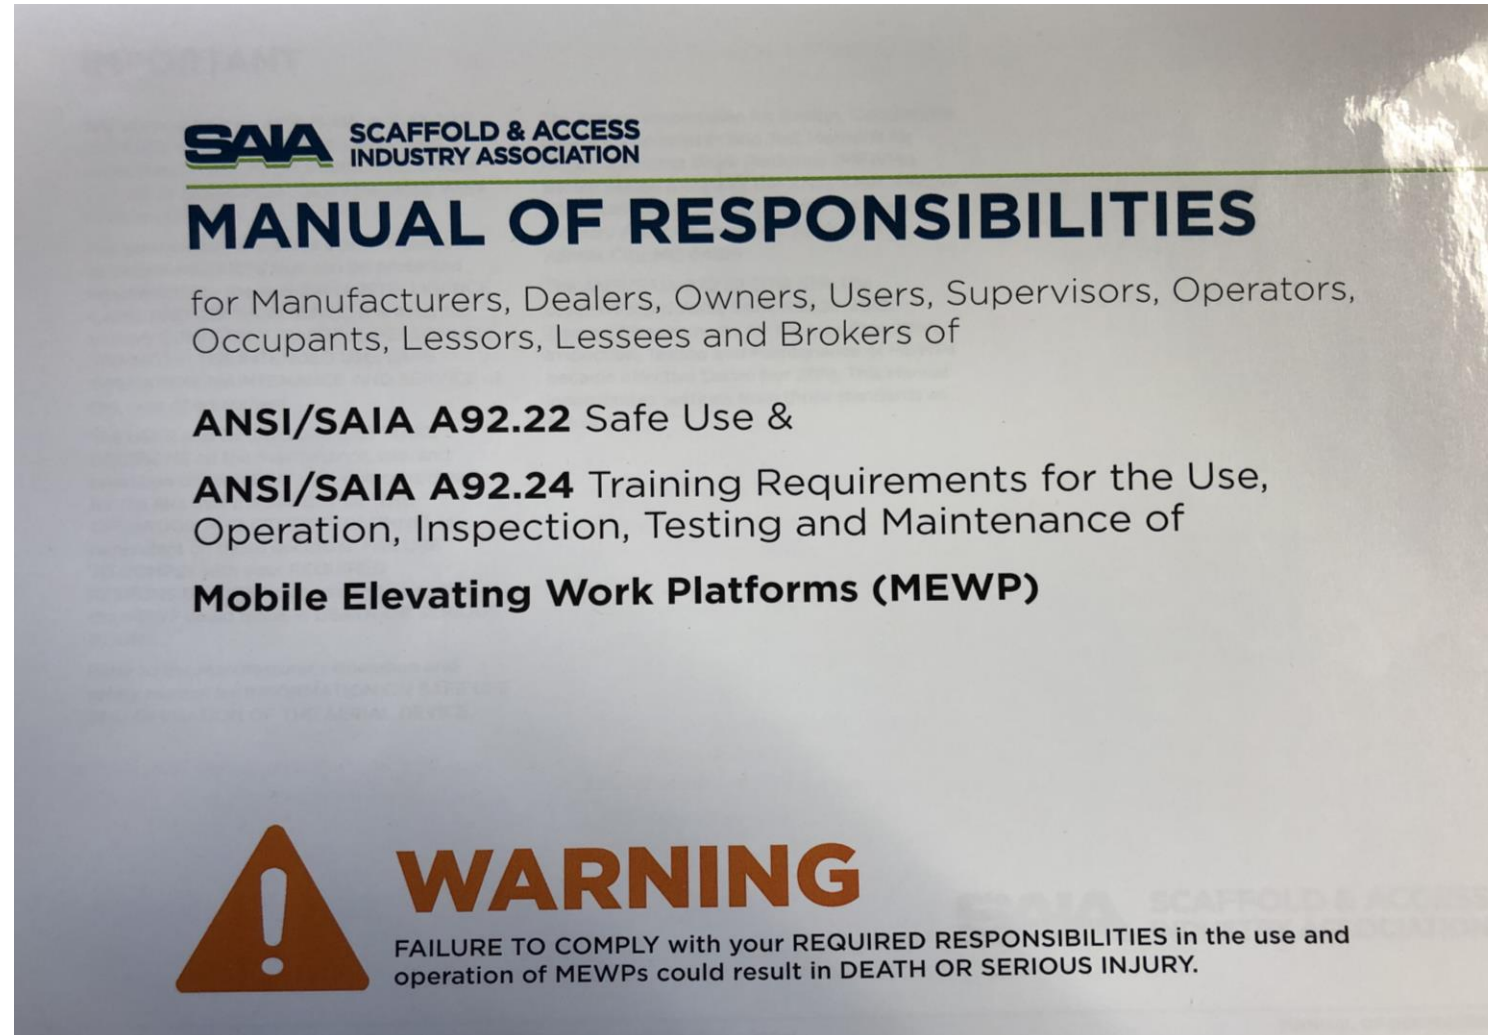 SAIA SCAFFOLD & ACCESS
INDUSTRY ASSOCIATION
MANUAL OF RESPONSIBILITIES
for Manufacturers, Dealers, Owners, Users, Supervisors, Operators,
Occupants, Lessors, Lessees and Brokers of
ANSI/SAIA A92.22 Safe Use &
ANSI/SAIA A92.24 Training Requirements for the Use,
Operation, Inspection, Testing and Maintenance of
Mobile Elevating Work Platforms (MEWP)
WARNING
FAILURE TO COMPLY with your REQUIRED RESPONSIBILITIES in the use and
operation of MEWPs could result in DEATH OR SERIOUS INJURY.